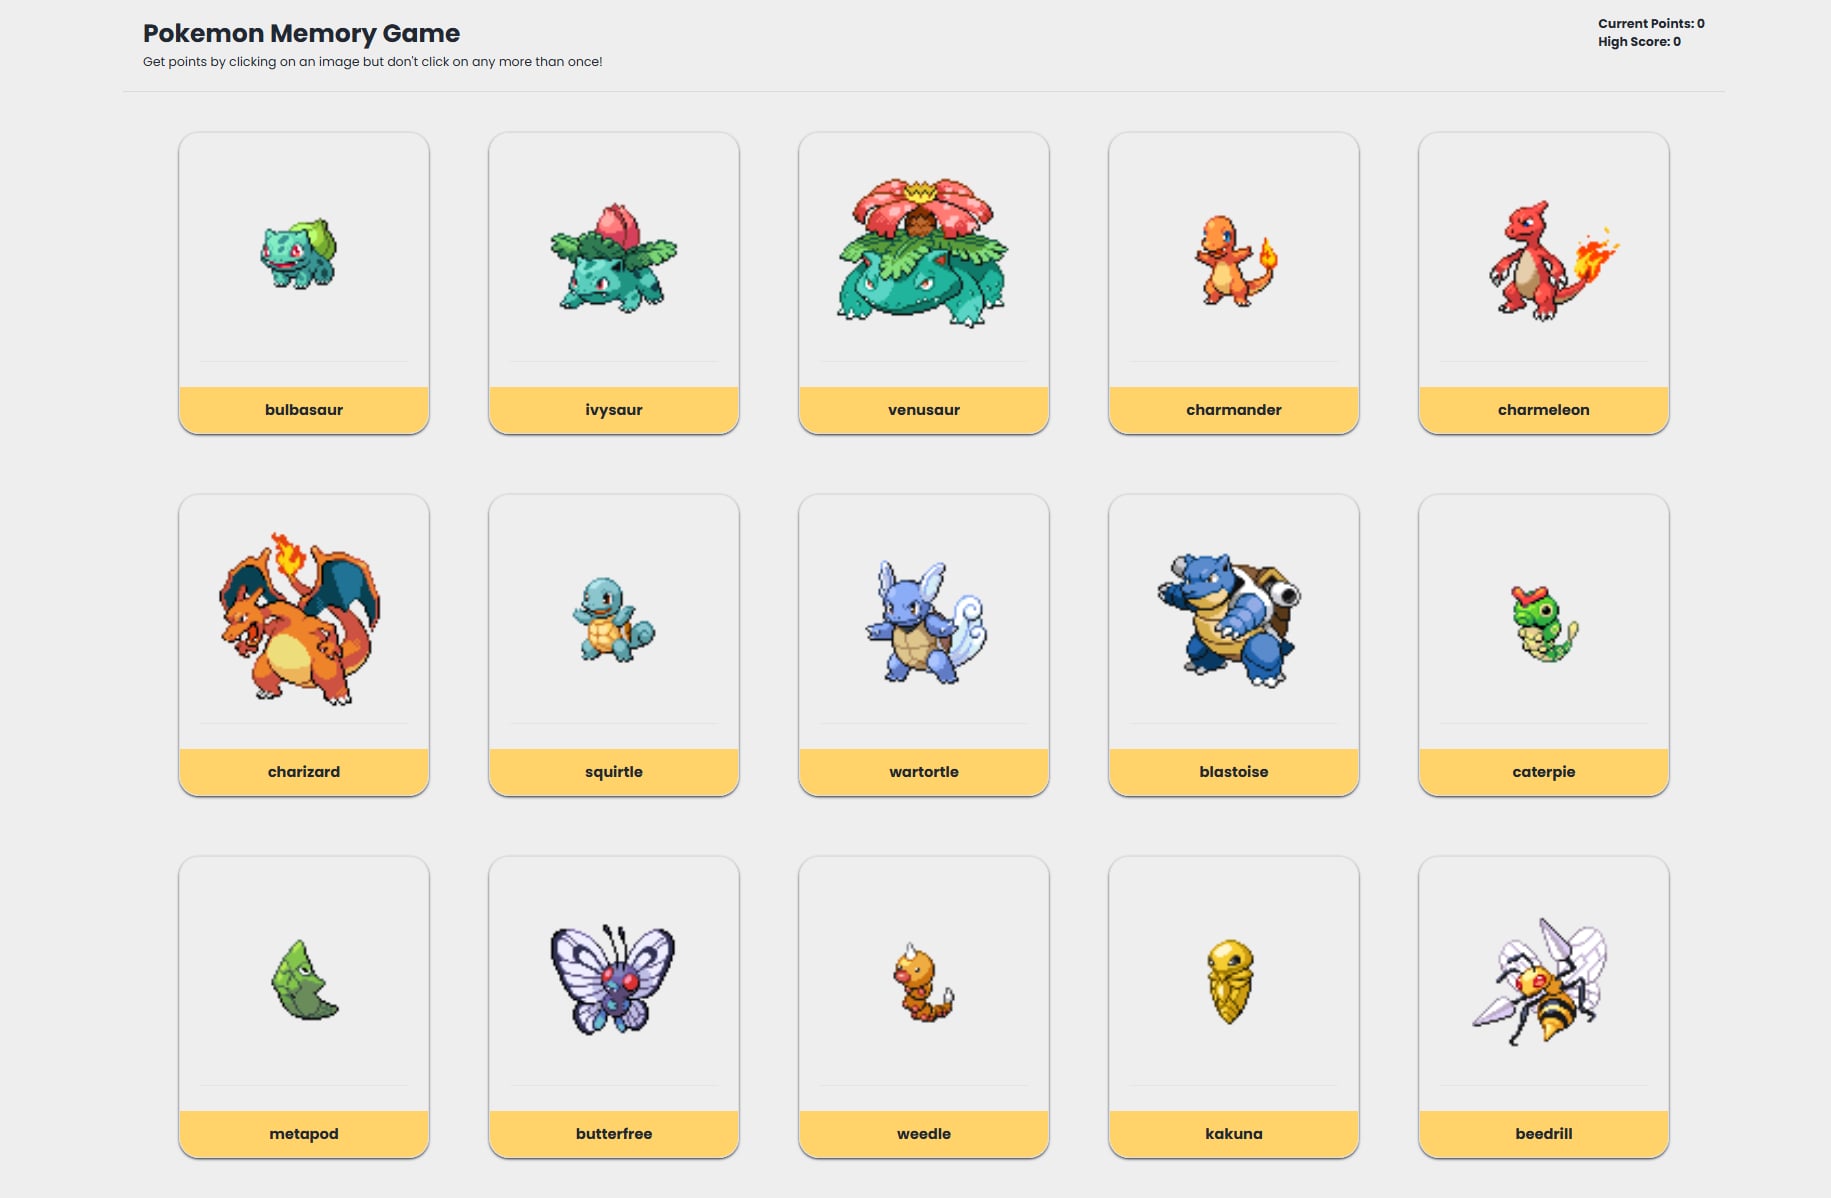 Pokemon Memory Game
Get points by clicking on an image but don't click on any more than once!
Current Points: 0
High Score: 0
bulbasaur
ivysaur
venusaur
charmander
charmeleon
charizard
squirtle
wartortle
blastoise
caterpie
metapod
butterfree
weedle
kakuna
beedrill